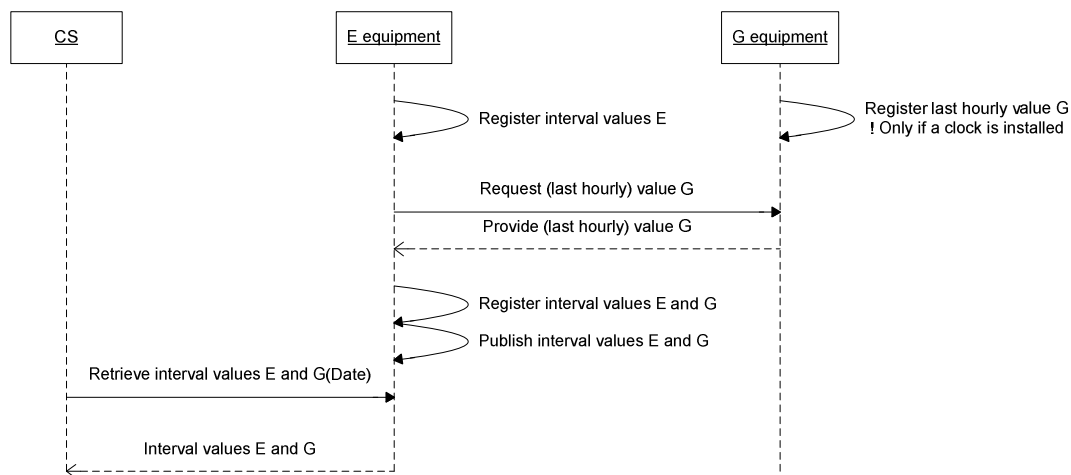 CS
E equipment
G equipment
Register interval values E
Register last hourly value G
! Only if a clock is installed
Request (last hourly) value G
Provide (last hourly) value G
Register interval values E and G
Publish interval values E and G
Retrieve interval values E and G(Date)
Interval values E and G